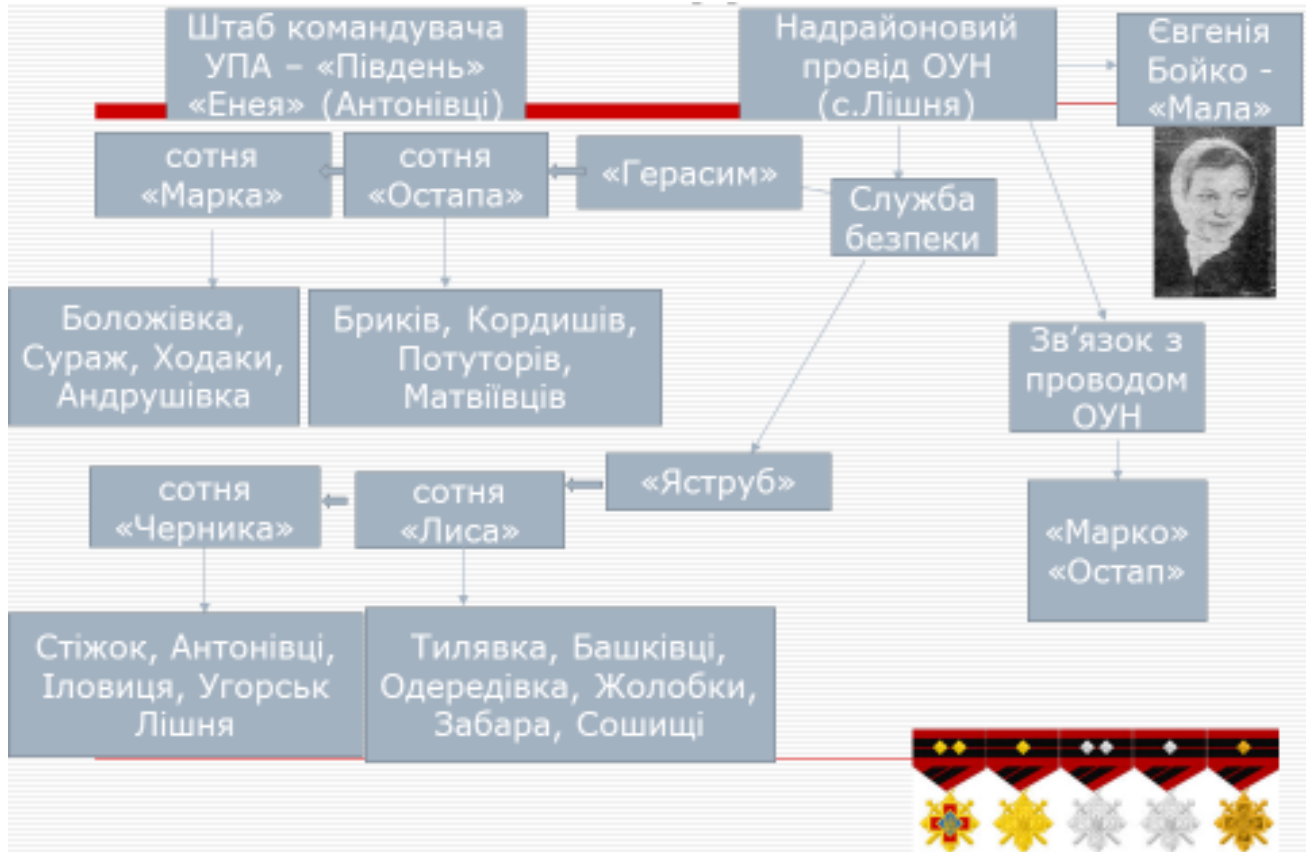 Штаб командувача
УПА – «Південь»
«Енея» (Антонівці)
Надрайоновий
провід ОУН
(с.Лішня)
Євгенія
Бойко -
«Мала»
сотня
«Марка»
сотня
«Остапа»
«Герасим»
Служба
безпеки
Боложівка,
Сураж, Ходаки,
Андрушівка
Бриків, Кордишів,
Потуторів,
Матвіївців
Зв’язок з
проводом
ОУН
сотня
«Черника»
сотня
«Лиса»
«Яструб»
«Марко»
«Остап»
Стіжок, Антонівці,
Іловиця, Угорськ
Лішня
Тилявка, Башківці,
Одередівка, Жолобки,
Забара, Сошищі